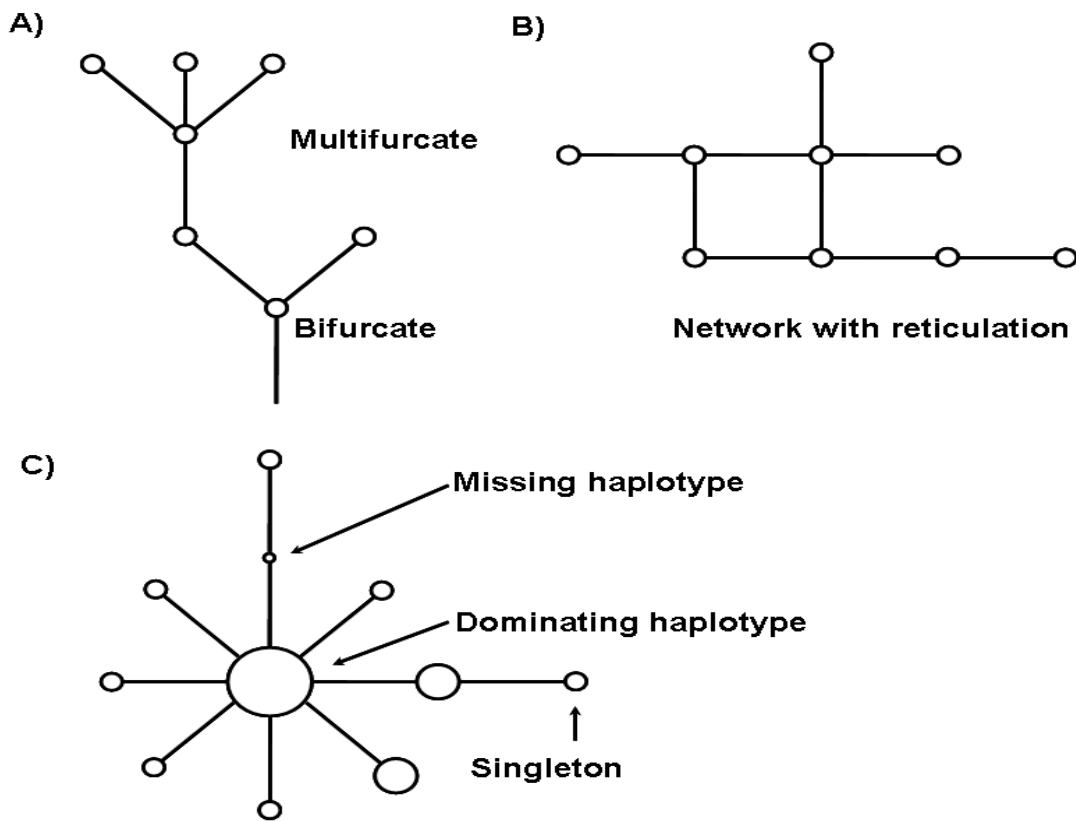 A)
B)
Multifurcate
Bifurcate
Network with reticulation
C)
Missing haplotype
Dominating haplotype
Singleton